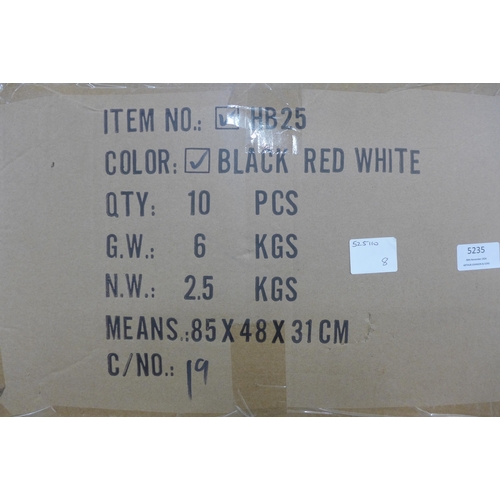 ITEM NO.: ☑ HB25
COLOR: ☑ BLACK RED WHITE
QTY: 10 PCS
G.W.: 6 KGS
N.W.: 2.5 KGS
MEANS.:85X48X31CM
C/NO.: 19
8
5235